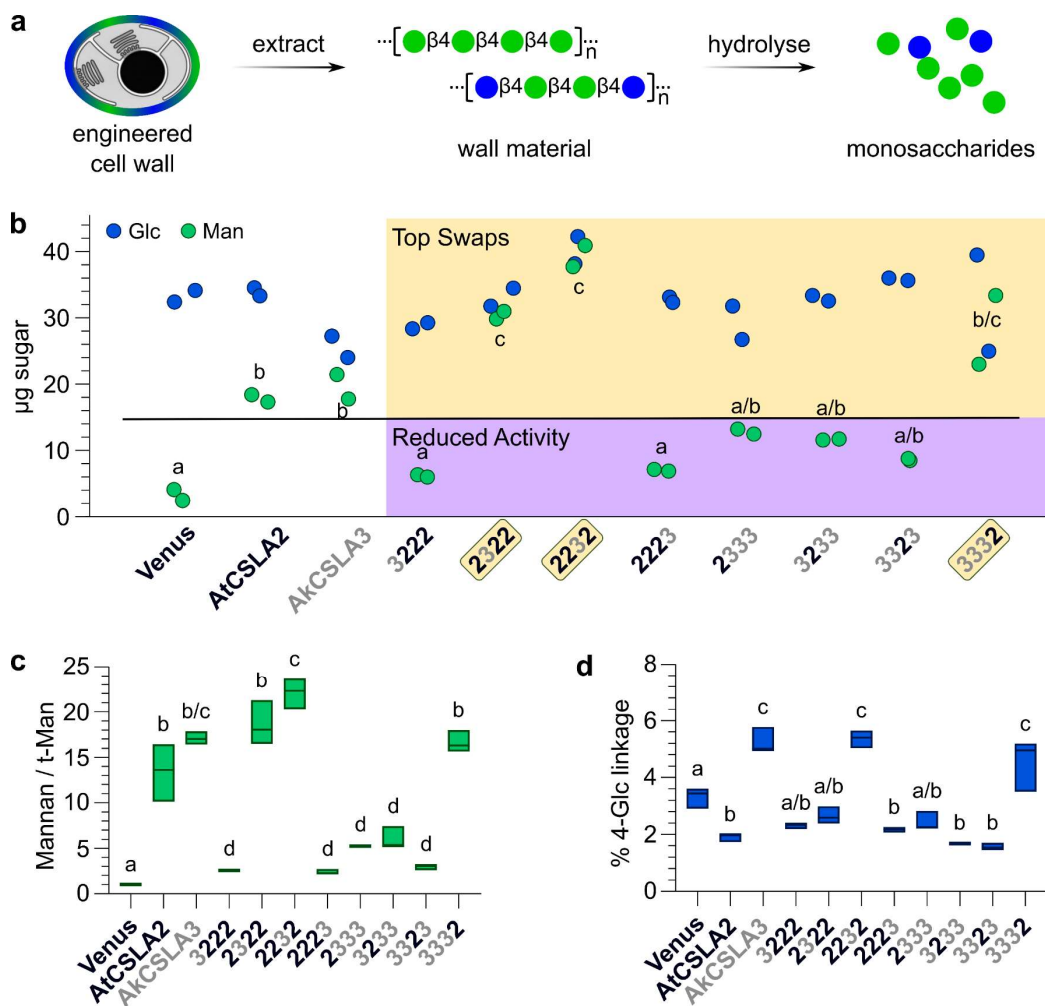 a
extract
hydrolyse
···[ β4 β4 β4 ]···n
···[ β4 β4 β4 ]···n
engineered
cell wall
wall material
monosaccharides
b
Glc Man
Top Swaps
Reduced Activity
µg sugar
40
30
20
10
0
a
b
b
a
c
c
a
a/b
a/b
a/b
b/c
Venus
AtCSLA2
AkCSLA3
3222
2322
2232
2223
2333
3233
3323
3332
c
Mannan / t-Man
25
20
15
10
5
0
a
b
b/c
d
b
c
d
d
d
d
b
Venus
AtCSLA2
AkCSLA3
3222
2322
2232
2223
2333
3233
3323
3332
d
% 4-Glc linkage
8
6
4
2
0
a
b
c
a/b
a/b
c
b
a/b
b
b
c
Venus
AtCSLA2
AkCSLA3
3222
2322
2232
2223
2333
3233
3323
3332